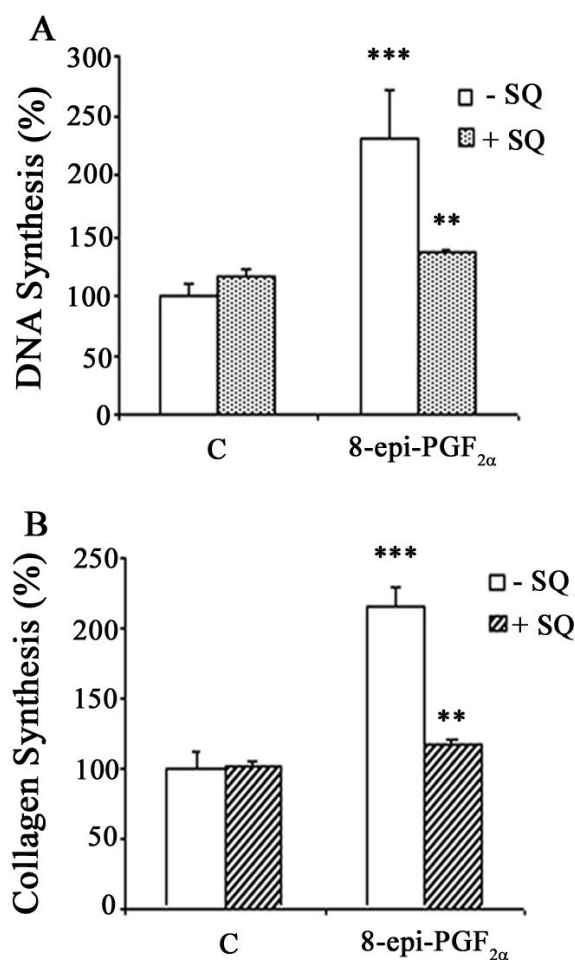 A
DNA Synthesis (%)
300
250
200
150
100
50
0
***
**
- SQ
+ SQ
C
8-epi-PGF2α
B
Collagen Synthesis (%)
250
200
150
100
50
0
***
**
- SQ
+ SQ
C
8-epi-PGF2α